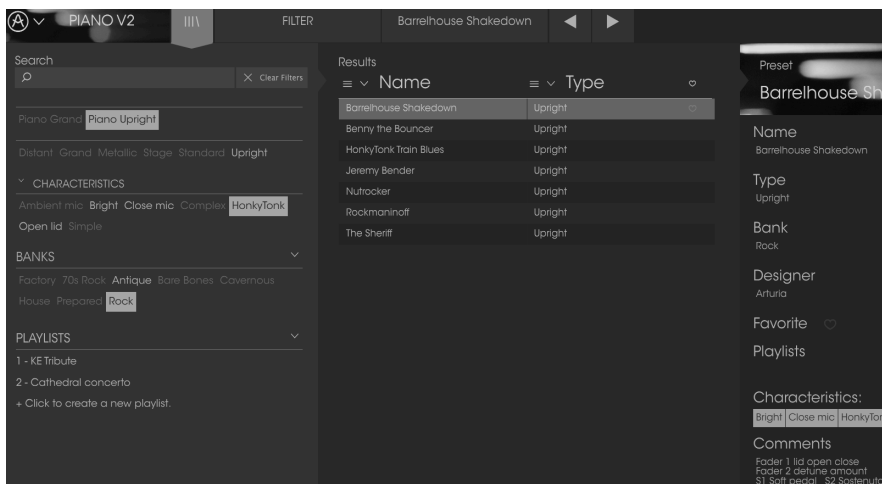 PIANO V2
FILTER
Barrelhouse Shakedown
Search
Clear Filters
Piano Grand Piano Upright
Distant Grand Metallic Stage Standard Upright
CHARACTERISTICS
Ambient mic Bright Close mic Complex HonkyTonk
Open lid Simple
BANKS
Factory 70s Rock Antique Bare Bones Cavernous
House Prepared Rock
PLAYLISTS
1 - KE Tribute
2 - Cathedral concerto
+ Click to create a new playlist.
Results
Name Type
Barrelhouse Shakedown Upright
Benny the Bouncer Upright
HonkyTonk Train Blues Upright
Jeremy Bender Upright
Nutrocker Upright
Rockmaninoff Upright
The Sheriff Upright
Preset
Barrelhouse Sh
Name
Barrelhouse Shakedown
Type
Upright
Bank
Rock
Designer
Arturia
Favorite
Playlists
Characteristics:
Bright Close mic HonkyTon
Comments
Fader 1 lid open close
Fader 2 detune amount
S1 Soft pedal S2 Sostenuto